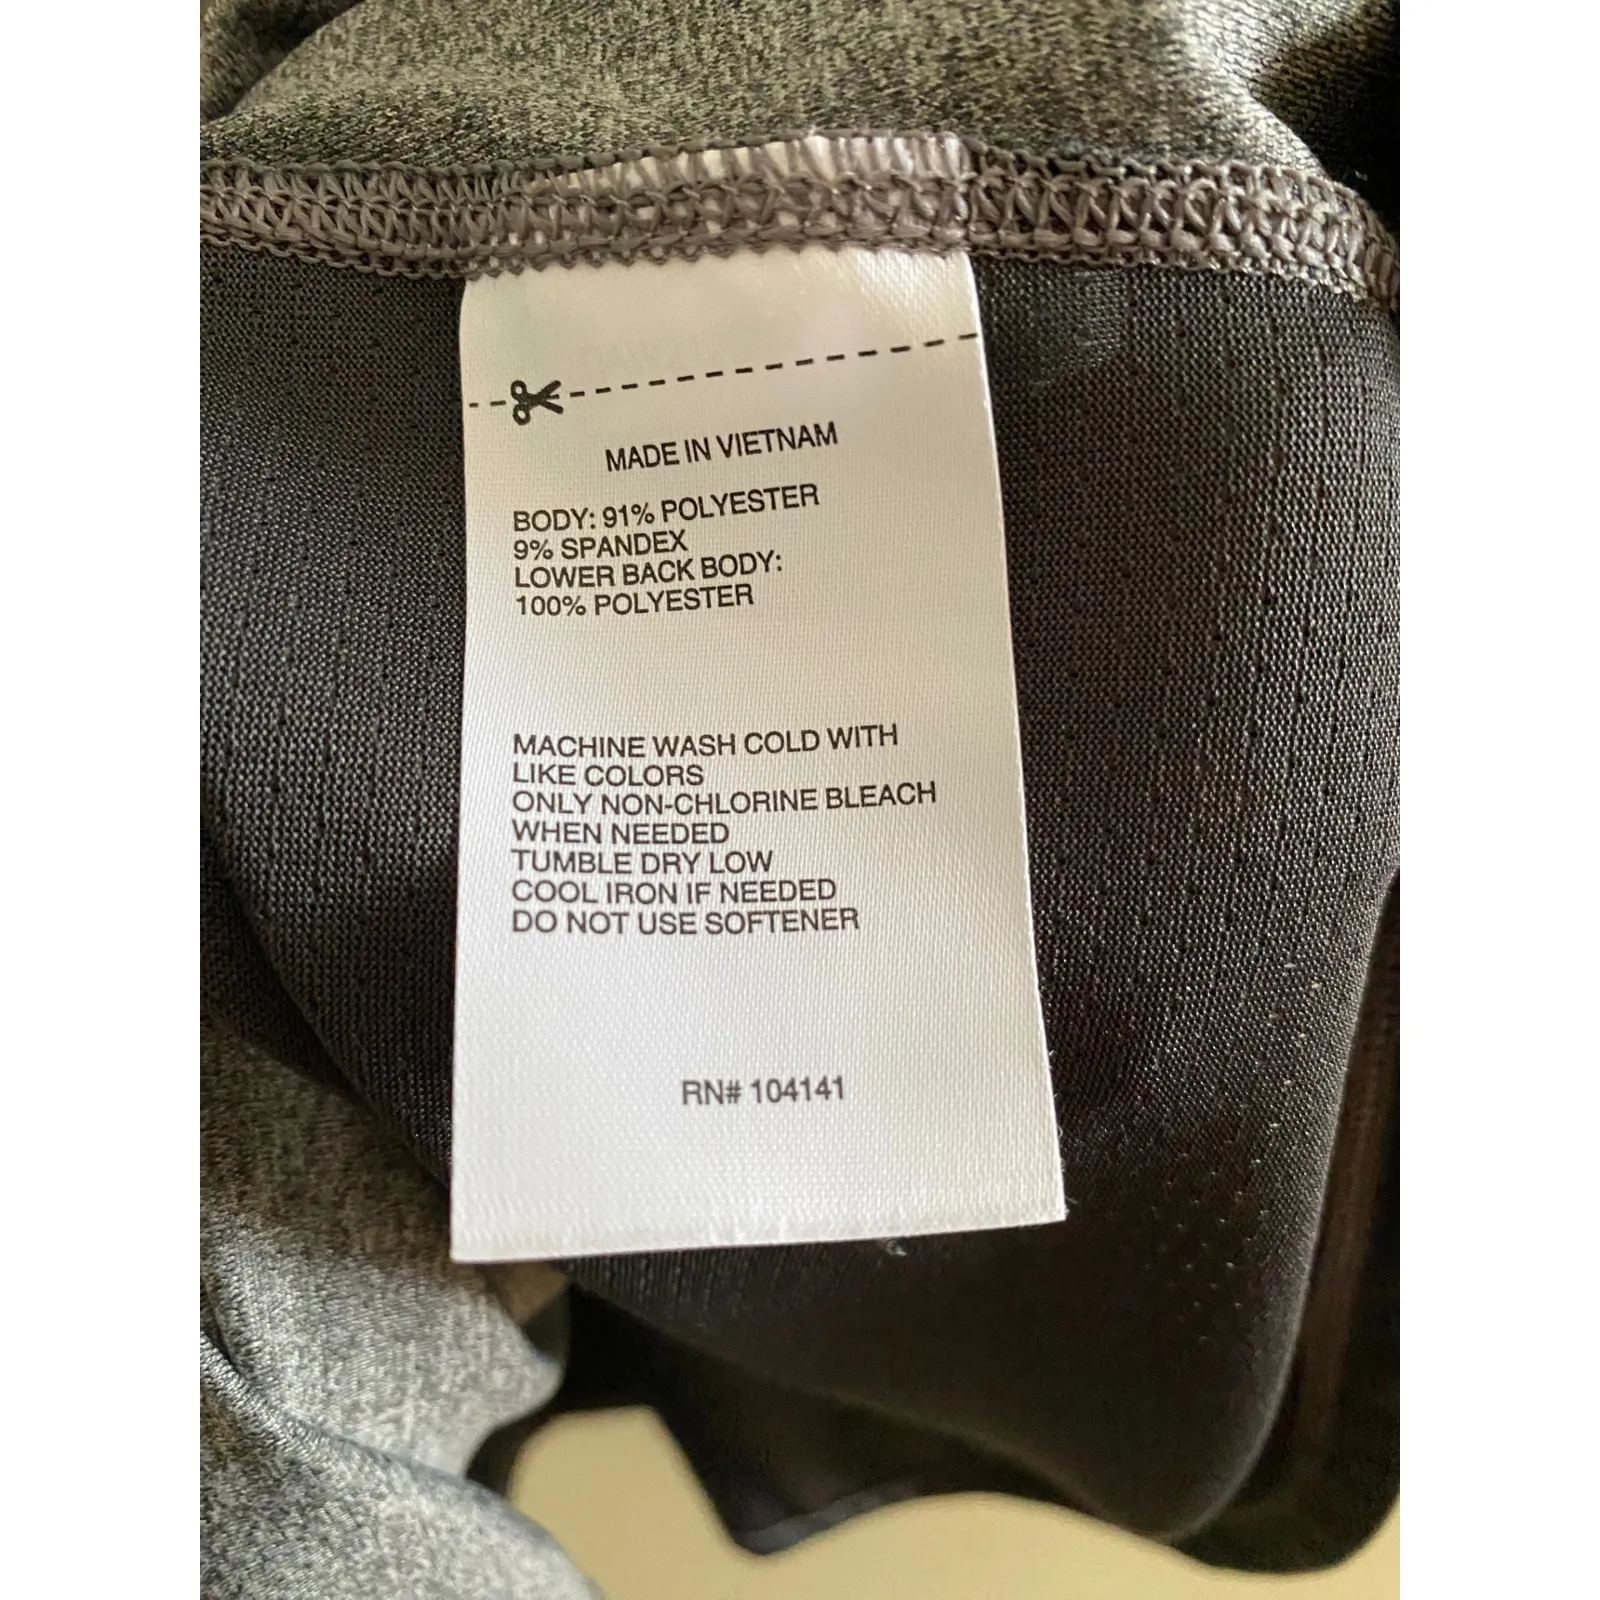 MADE IN VIETNAM
BODY: 91% POLYESTER
9% SPANDEX
LOWER BACK BODY:
100% POLYESTER
MACHINE WASH COLD WITH
LIKE COLORS
ONLY NON-CHLORINE BLEACH
WHEN NEEDED
TUMBLE DRY LOW
COOL IRON IF NEEDED
DO NOT USE SOFTENER
RN# 104141